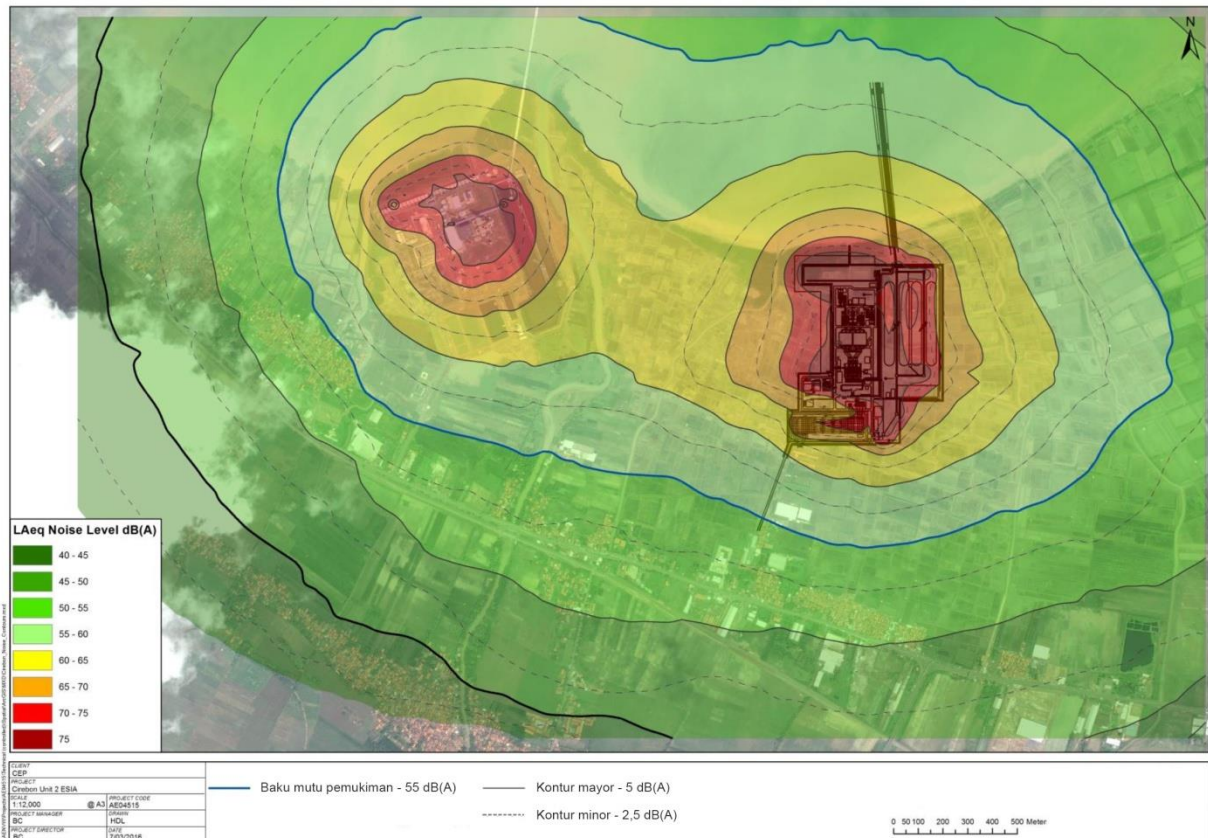 N
LAeq Noise Level dB(A)
40 - 45
45 - 50
50 - 55
55 - 60
60 - 65
65 - 70
70 - 75
75
CLIENT
CEP
PROJECT
Cirebon Unit 2 ESIA
SCALE
1:12,000 @ A3
PROJECT CODE
AE04515
PROJECT MANAGER
BC
DRAWN
HDL
PROJECT DIRECTOR
BC
DATE
7/03/2016
Baku mutu pemukiman - 55 dB(A)
Kontur mayor - 5 dB(A)
Kontur minor - 2,5 dB(A)
0 50 100 200 300 400 500 Meter